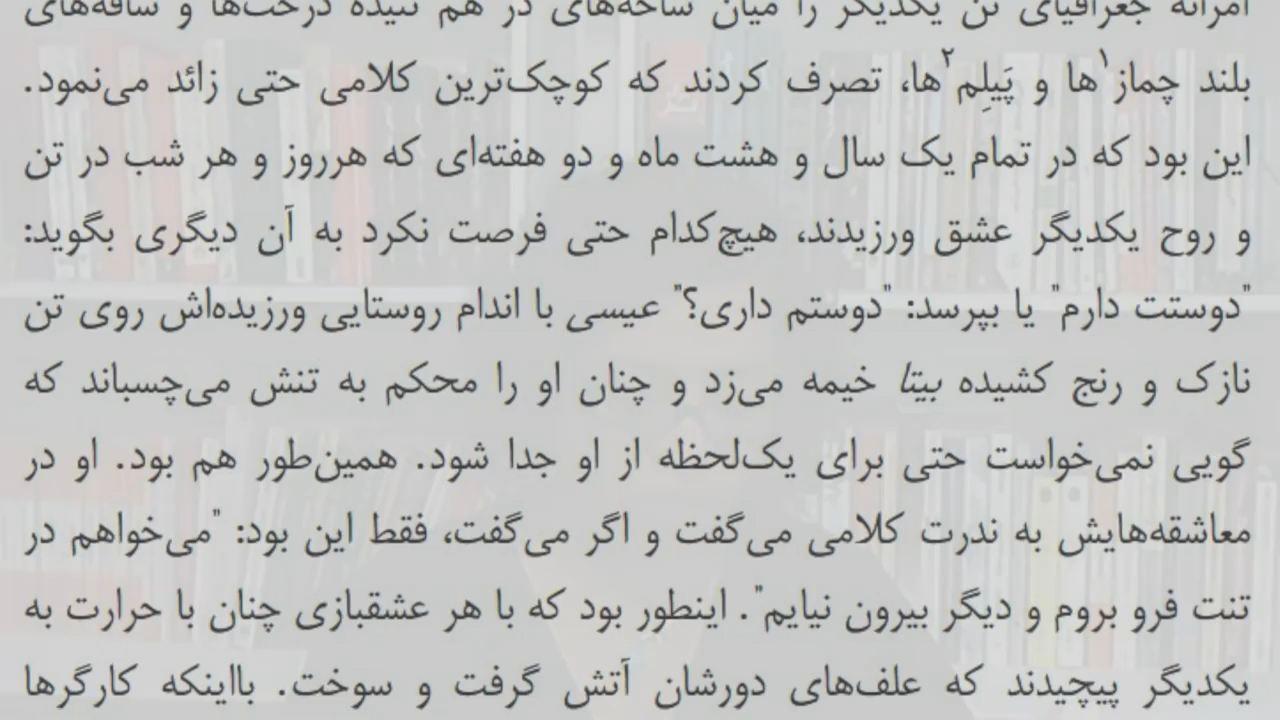 آمرانه جغرافیای تن یکدیگر را میان شاخه‌های در هم تنیده درخت‌ها و ساقه‌های
بلند چماز۱ها و پَیلِم۲ها، تصرف کردند که کوچک‌ترین کلامی حتی زائد می‌نمود.
این بود که در تمام یک سال و هشت ماه و دو هفته‌ای که هرروز و هر شب در تن
و روح یکدیگر عشق ورزیدند، هیچ‌کدام حتی فرصت نکرد به آن دیگری بگوید:
"دوستت دارم" یا بپرسد: "دوستم داری؟" عیسی با اندام روستایی ورزیده‌اش روی تن
نازک و رنج کشیده بیتا خیمه می‌زد و چنان او را محکم به تنش می‌چسباند که
گویی نمی‌خواست حتی برای یک‌لحظه از او جدا شود. همین‌طور هم بود. او در
معاشقه‌هایش به ندرت کلامی می‌گفت و اگر می‌گفت، فقط این بود: "می‌خواهم در
تنت فرو بروم و دیگر بیرون نیایم". اینطور بود که با هر عشقبازی چنان با حرارت به
یکدیگر پیچیدند که علف‌های دورشان آتش گرفت و سوخت. بااینکه کارگرها